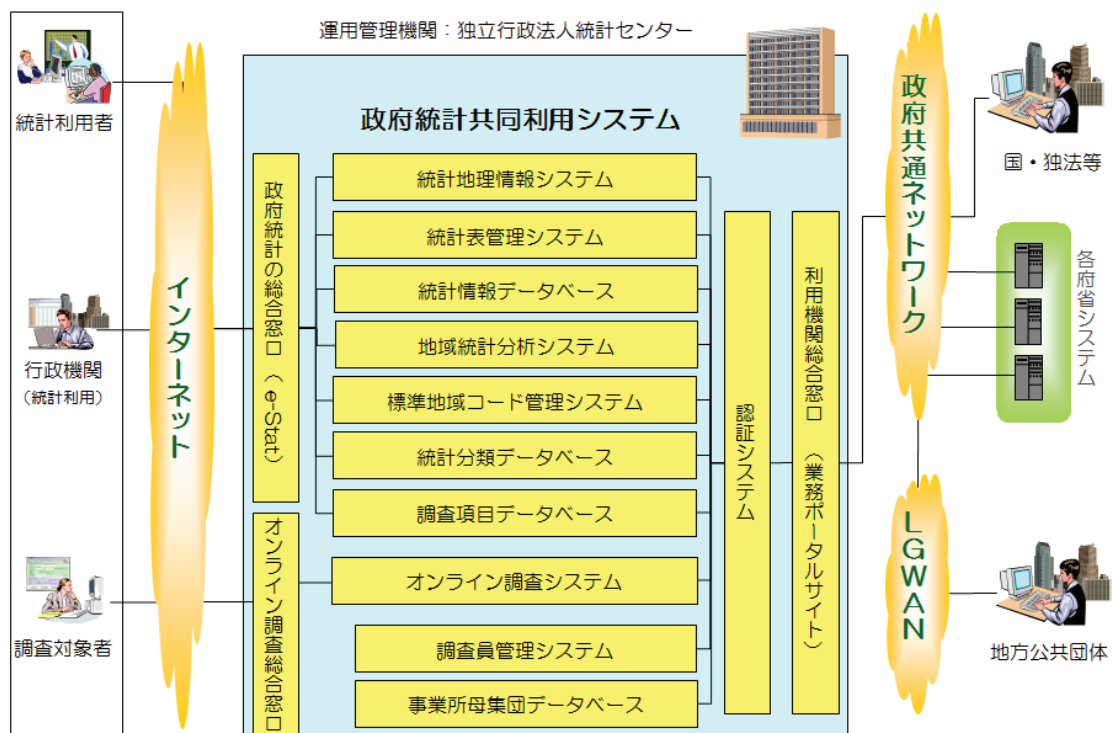 運用管理機関：独立行政法人統計センター
政府統計共同利用システム
統計利用者
行政機関
（統計利用）
調査対象者
インターネット
政府統計の総合窓口（e-Stat）
オンライン調査総合窓口
統計地理情報システム
統計表管理システム
統計情報データベース
地域統計分析システム
標準地域コード管理システム
統計分類データベース
調査項目データベース
オンライン調査システム
調査員管理システム
事業所母集団データベース
認証システム
利用機関総合窓口（業務ポータルサイト）
政府共通ネットワーク
LGWAN
国・独法等
各府省システム
地方公共団体